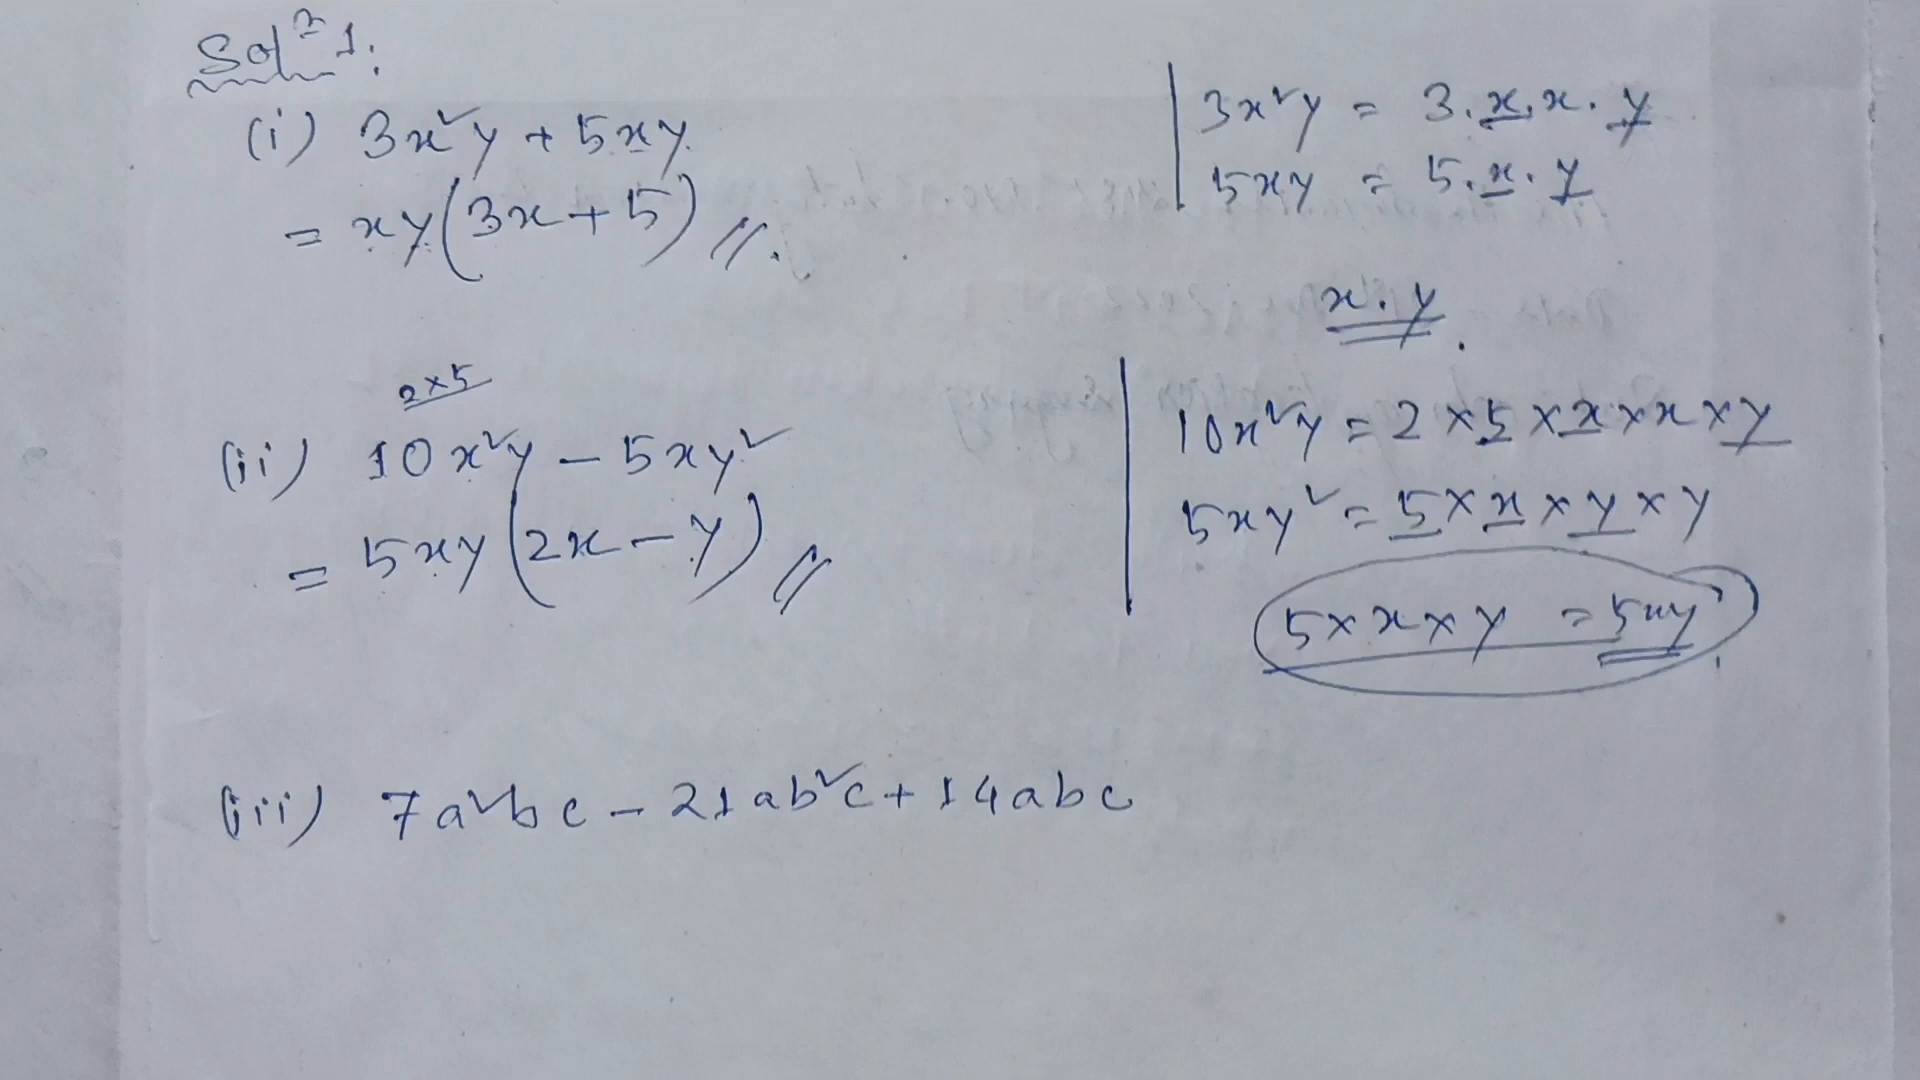 Solⁿ 1:
(i) 3x²y + 5xy
= xy(3x + 5) //.
3x²y = 3.x.x.y
5xy = 5.x.y
x.y
2×5
(ii) 10x²y - 5xy²
= 5xy(2x - y) //
10x²y = 2×5×x×x×y
5xy² = 5×x×y×y
5×x×y = 5xy
(iii) 7a²bc - 21ab²c + 14abc